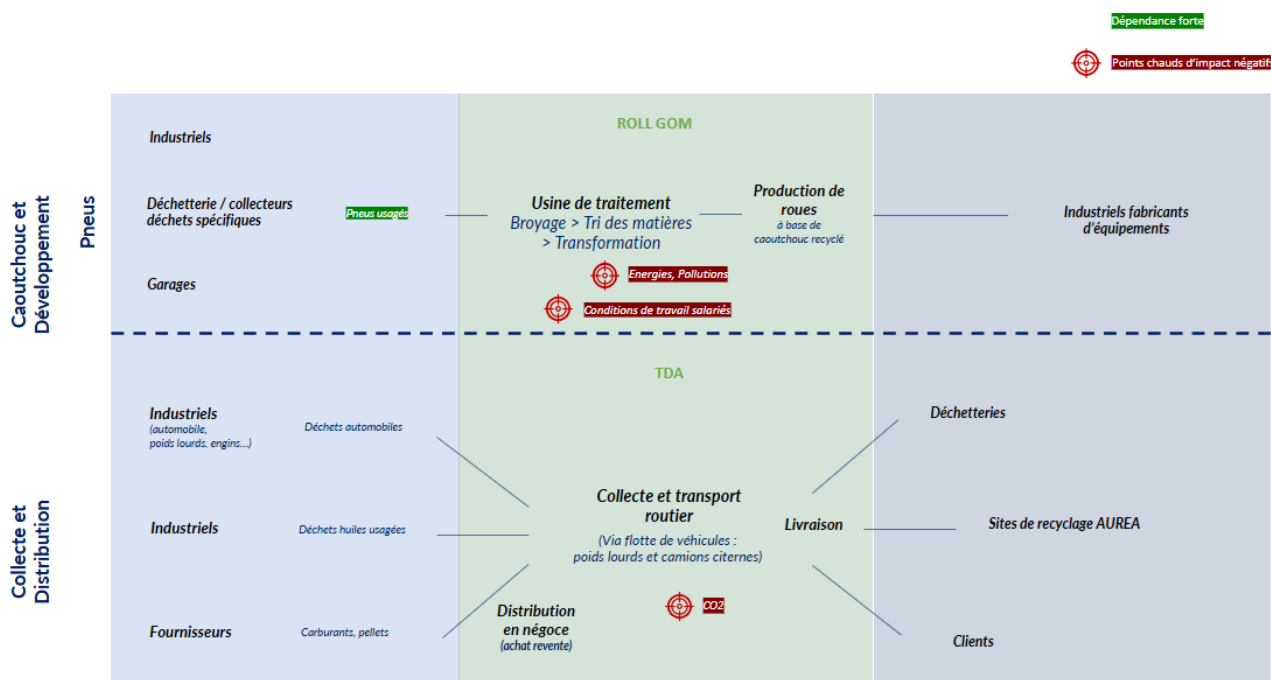 Dépendance forte
Points chauds d'impact négatifs
Caoutchouc et
Développement
Pneus
ROLL GOM
Industriels
Déchetterie / collecteurs
déchets spécifiques
Pneus usagés
Garages
Usine de traitement
Broyage > Tri des matières
> Transformation
Production de
roues
à base de
caoutchouc recyclé
Industriels fabricants
d'équipements
Energies, Pollutions
Conditions de travail salariés
Collecte et
Distribution
TDA
Industriels
(automobile,
poids lourds, engins...)
Déchets automobiles
Industriels
Déchets huiles usagées
Fournisseurs
Carburants, pellets
Collecte et transport
routier
(Via flotte de véhicules :
poids lourds et camions citernes)
Livraison
CO2
Distribution
en négoce
(achat revente)
Déchetteries
Sites de recyclage AUREA
Clients